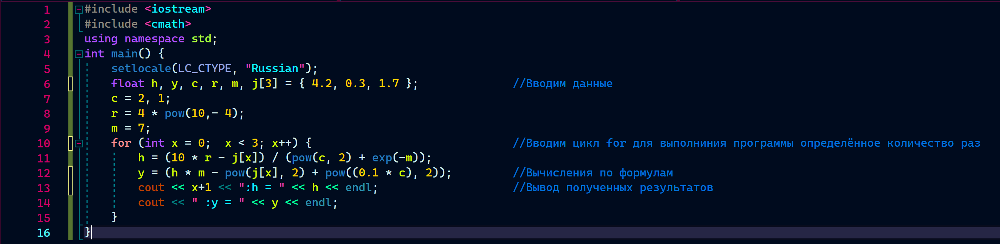 1 #include <iostream>
2 #include <cmath>
3 using namespace std;
4 int main() {
5 setlocale(LC_CTYPE, "Russian");
6 float h, y, c, r, m, j[3] = { 4.2, 0.3, 1.7 }; //Вводим данные
7 c = 2, 1;
8 r = 4 * pow(10,- 4);
9 m = 7;
10 for (int x = 0;  x < 3; x++) { //Вводим цикл for для выполниния программы определённое количество раз
11 h = (10 * r - j[x]) / (pow(c, 2) + exp(-m));
12 y = (h * m - pow(j[x], 2) + pow((0.1 * c), 2)); //Вычисления по формулам
13 cout << x+1 << ":h = " << h << endl; //Вывод полученных результатов
14 cout << " :y = " << y << endl;
15 }
16 }